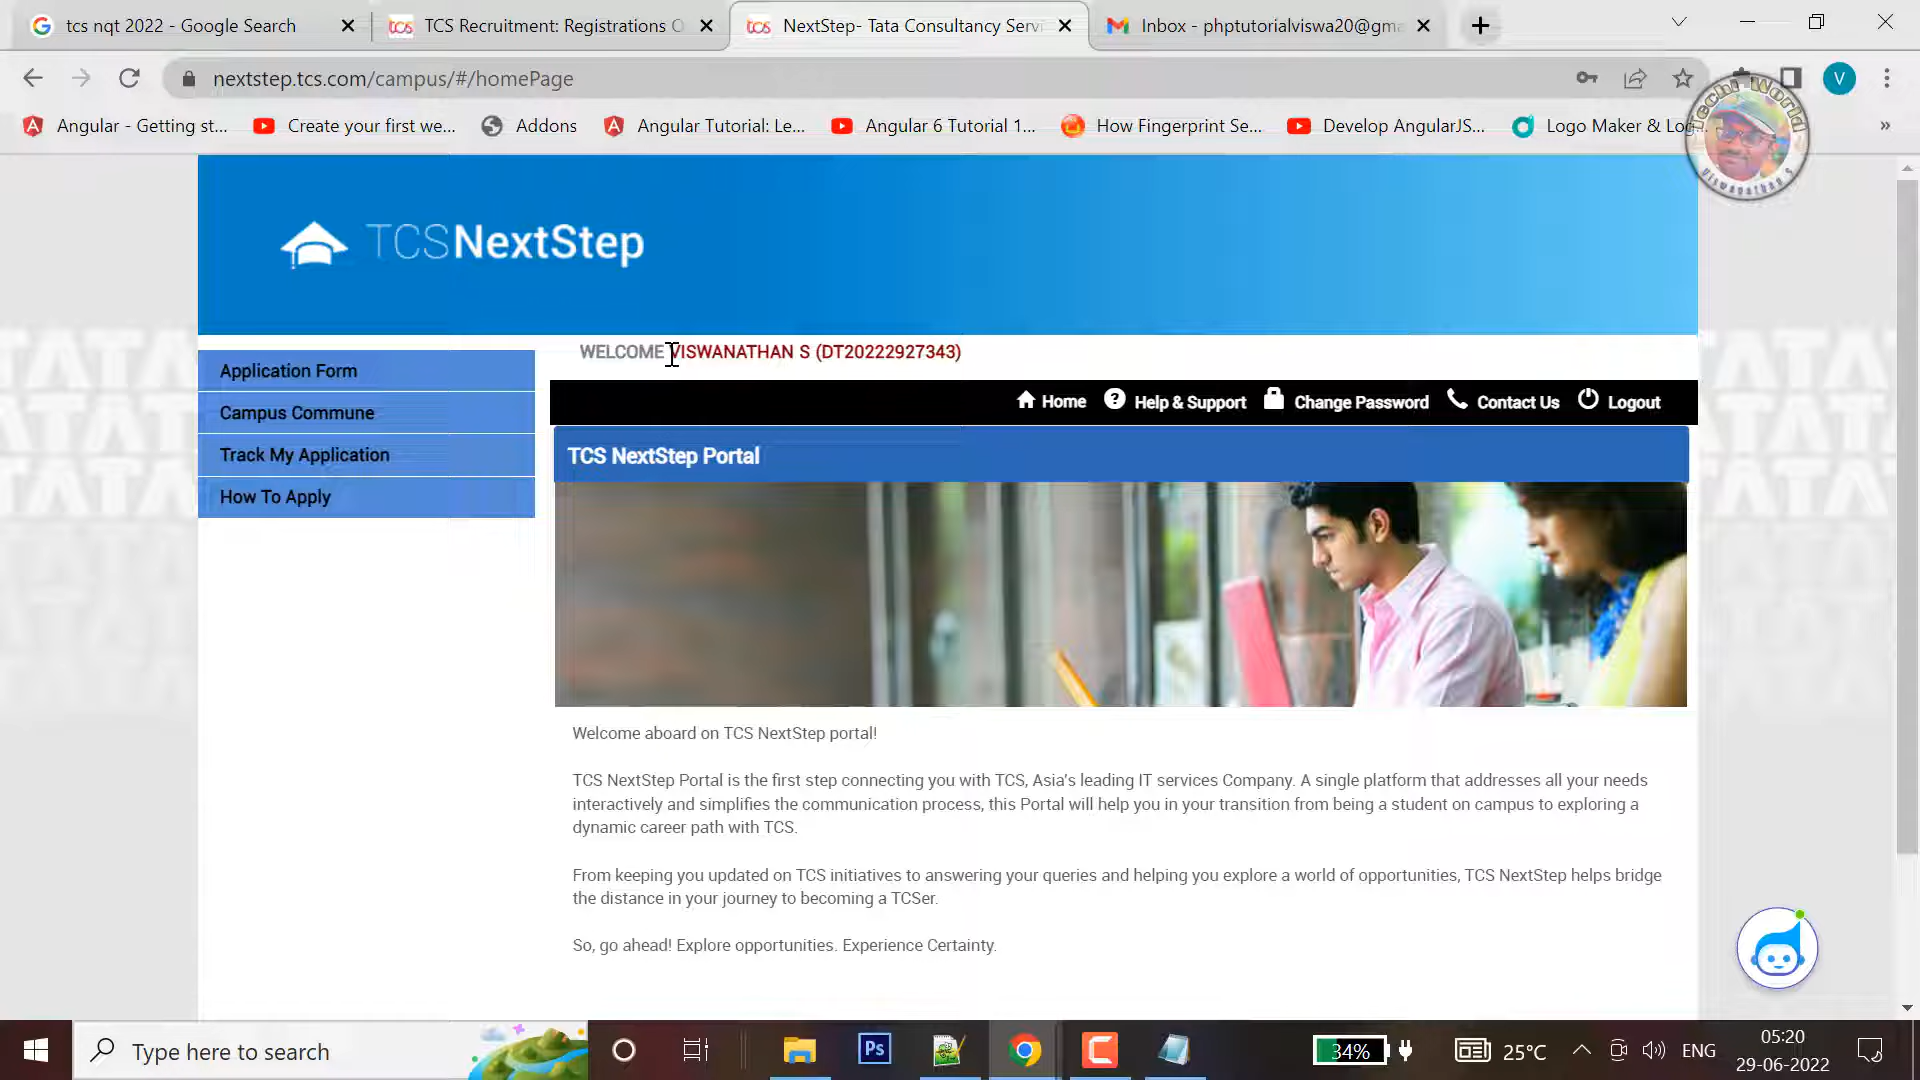 tcs nqt 2022 - Google Search
TCS Recruitment: Registrations O
NextStep- Tata Consultancy Servi
Inbox - phptutorialviswa20@gma
nextstep.tcs.com/campus/#/homePage
V
Angular - Getting st...
Create your first we...
Addons
Angular Tutorial: Le...
Angular 6 Tutorial 1...
How Fingerprint Se...
Develop AngularJS...
Logo Maker & Lo
Techi World
Viswanathan S
TCS NextStep
WELCOME VISWANATHAN S (DT20222927343)
Application Form
Campus Commune
Track My Application
How To Apply
Home
Help & Support
Change Password
Contact Us
Logout
TCS NextStep Portal
Welcome aboard on TCS NextStep portal!
TCS NextStep Portal is the first step connecting you with TCS, Asia's leading IT services Company. A single platform that addresses all your needs
interactively and simplifies the communication process, this Portal will help you in your transition from being a student on campus to exploring a
dynamic career path with TCS.
From keeping you updated on TCS initiatives to answering your queries and helping you explore a world of opportunities, TCS NextStep helps bridge
the distance in your journey to becoming a TCSer.
So, go ahead! Explore opportunities. Experience Certainty.
Type here to search
Ps
34%
25°C
ENG
05:20
29-06-2022